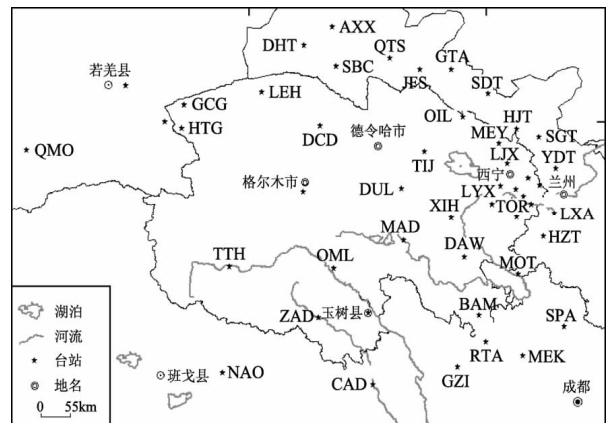 AXX
DHT
QTS
GTA
若羌县
SBC
JES
SDT
LEH
GCG
OIL
HJT
HTG
DCD
德令哈市
MEY
SGT
QMO
TIJ
LJX
YDT
格尔木市
西宁
兰州
DUL
LYX
XIH
TOR
LXA
MAD
HZT
DAW
TTH
OML
MOT
湖泊
BAM
河流
ZAD
玉树县
SPA
台站
RTA
MEK
地名
班戈县
NAO
CAD
GZI
成都
0 55km